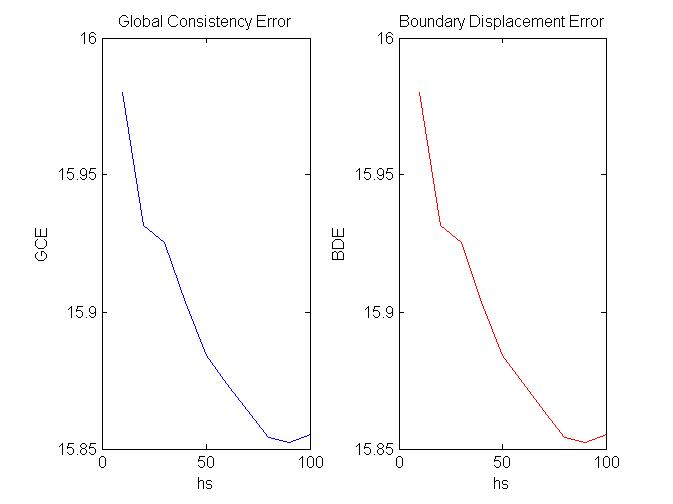 Global Consistency Error
16
15.95
15.9
15.85
GCE
0
50
100
hs
Boundary Displacement Error
16
15.95
15.9
15.85
BDE
0
50
100
hs